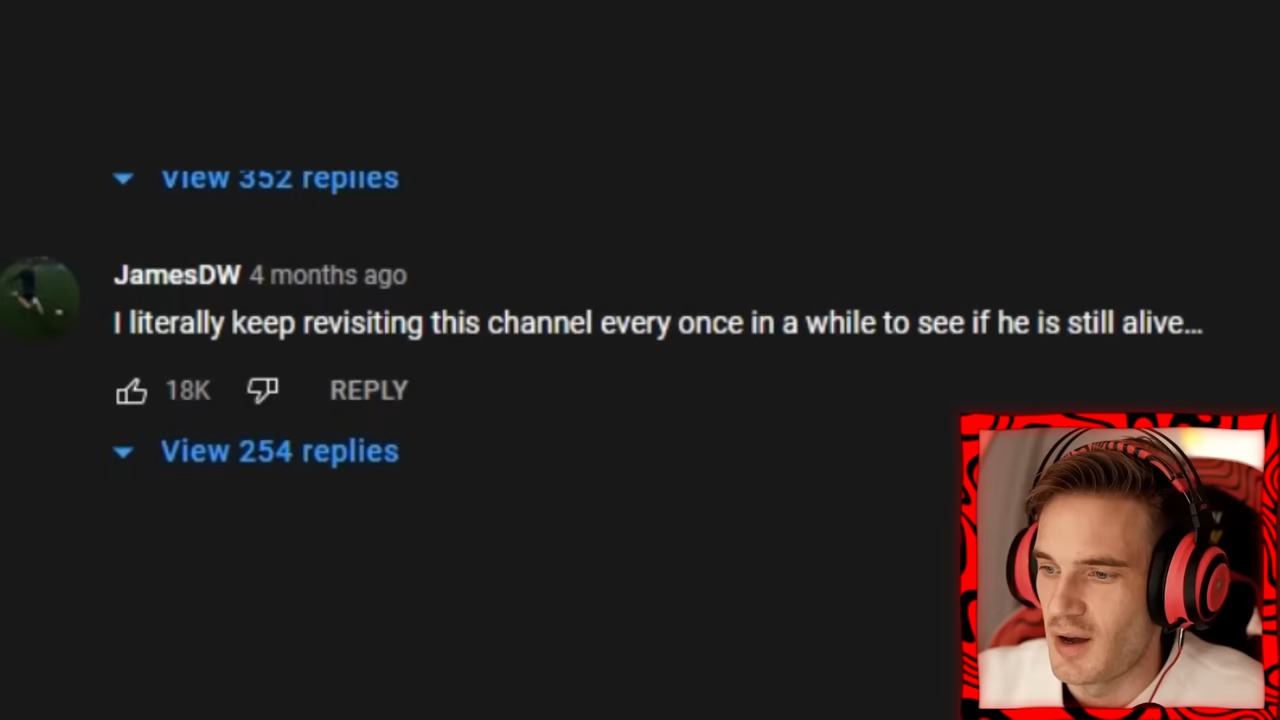 View 352 replies
JamesDW 4 months ago
I literally keep revisiting this channel every once in a while to see if he is still alive...
18K REPLY
View 254 replies